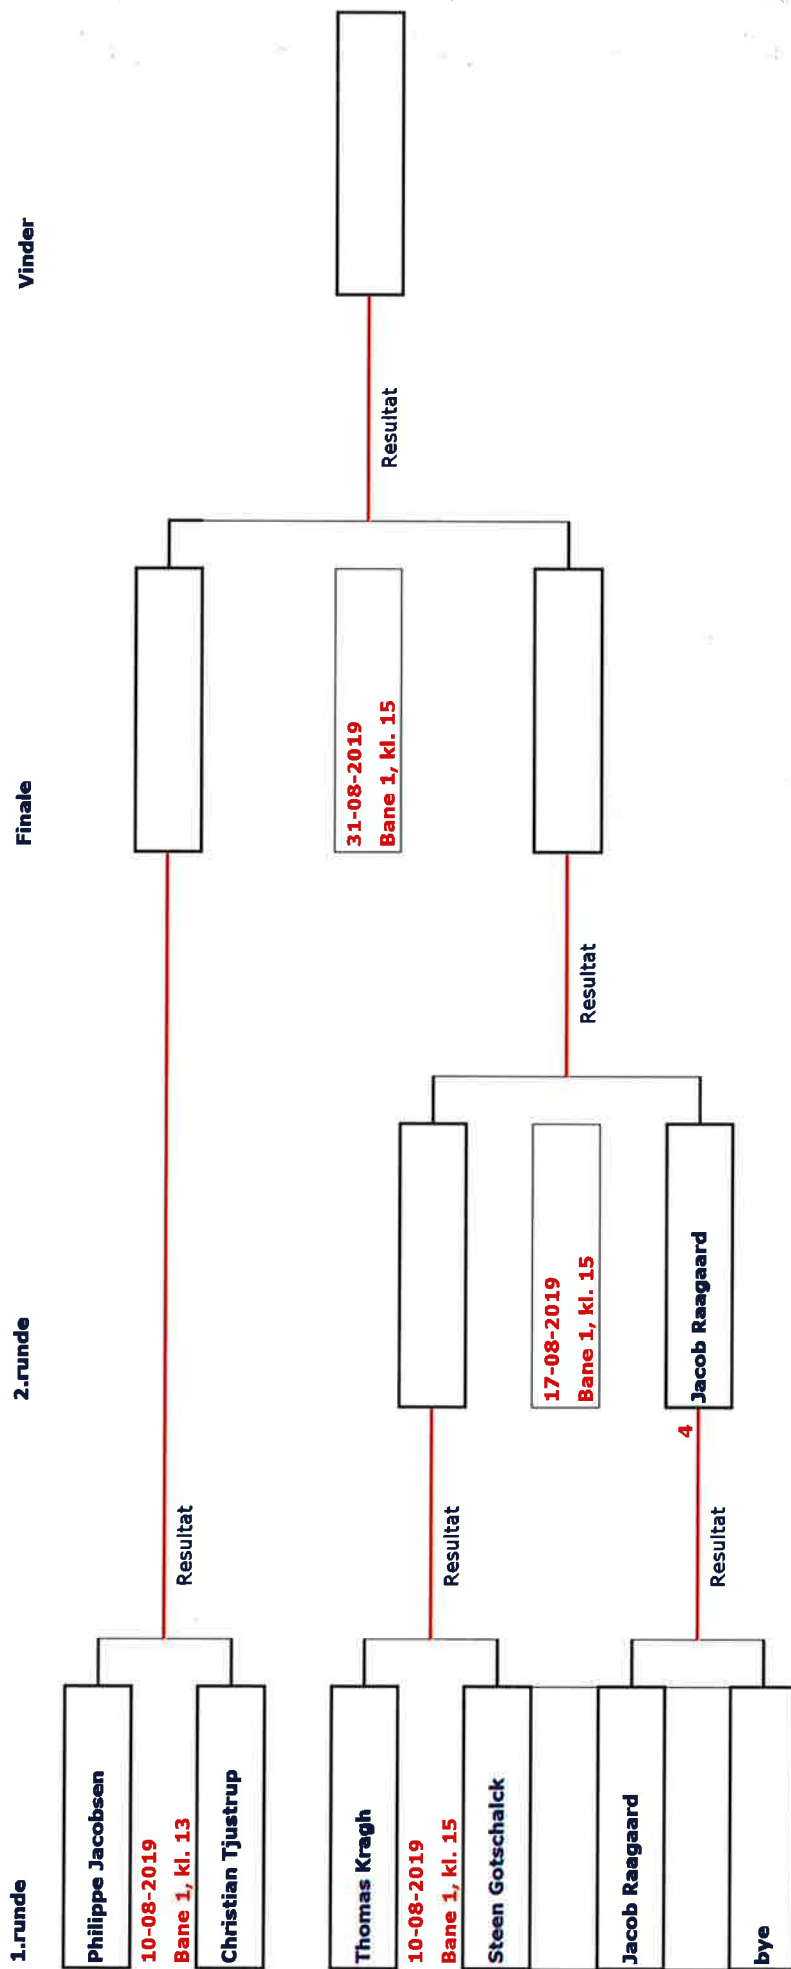 1.runde
2.runde
Finale
Vinder
Philippe Jacobsen
10-08-2019
Bane 1, kl. 13
Christian Tjustrup
Resultat
Thomas Kragh
10-08-2019
Bane 1, kl. 15
Steen Gotschalck
Resultat
Jacob Raagaard
bye
Resultat
4
Jacob Raagaard
17-08-2019
Bane 1, kl. 15
Resultat
31-08-2019
Bane 1, kl. 15
Resultat